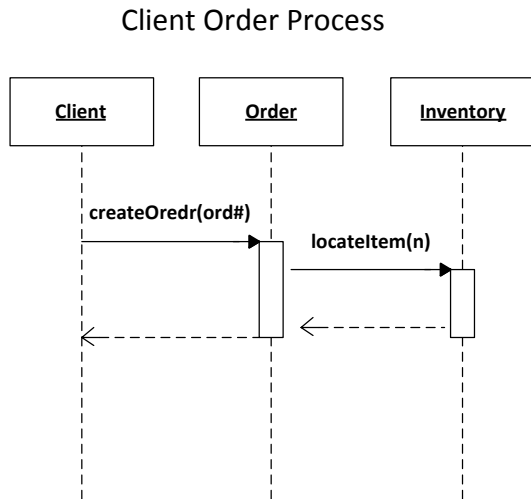 Client Order Process
Client
Order
Inventory
createOredr(ord#)
locateItem(n)